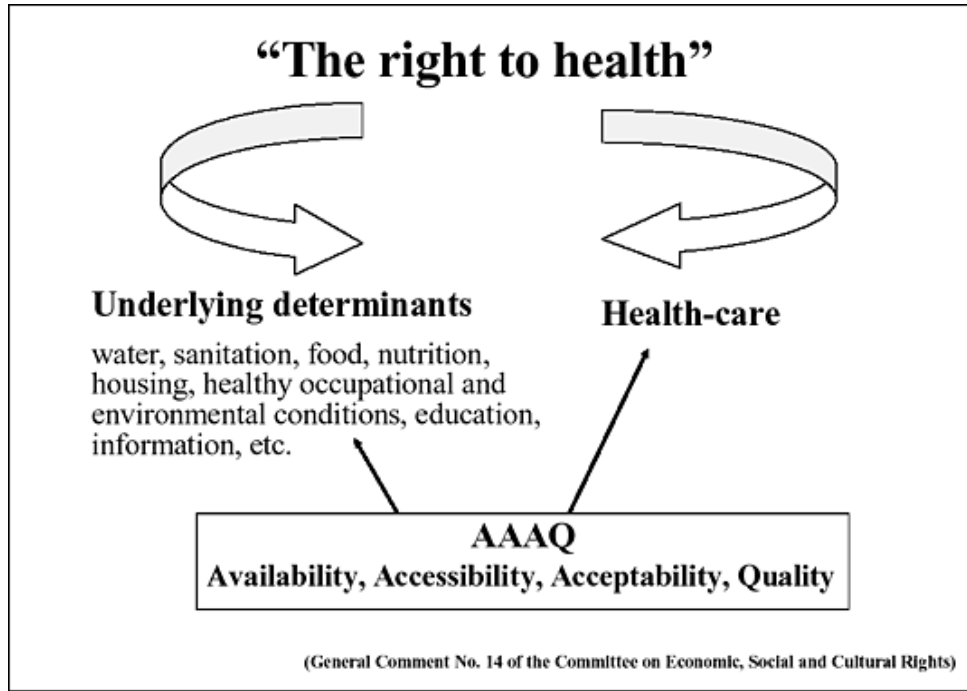 “The right to health”
Underlying determinants
water, sanitation, food, nutrition,
housing, healthy occupational and
environmental conditions, education,
information, etc.
Health-care
AAAQ
Availability, Accessibility, Acceptability, Quality
(General Comment No. 14 of the Committee on Economic, Social and Cultural Rights)